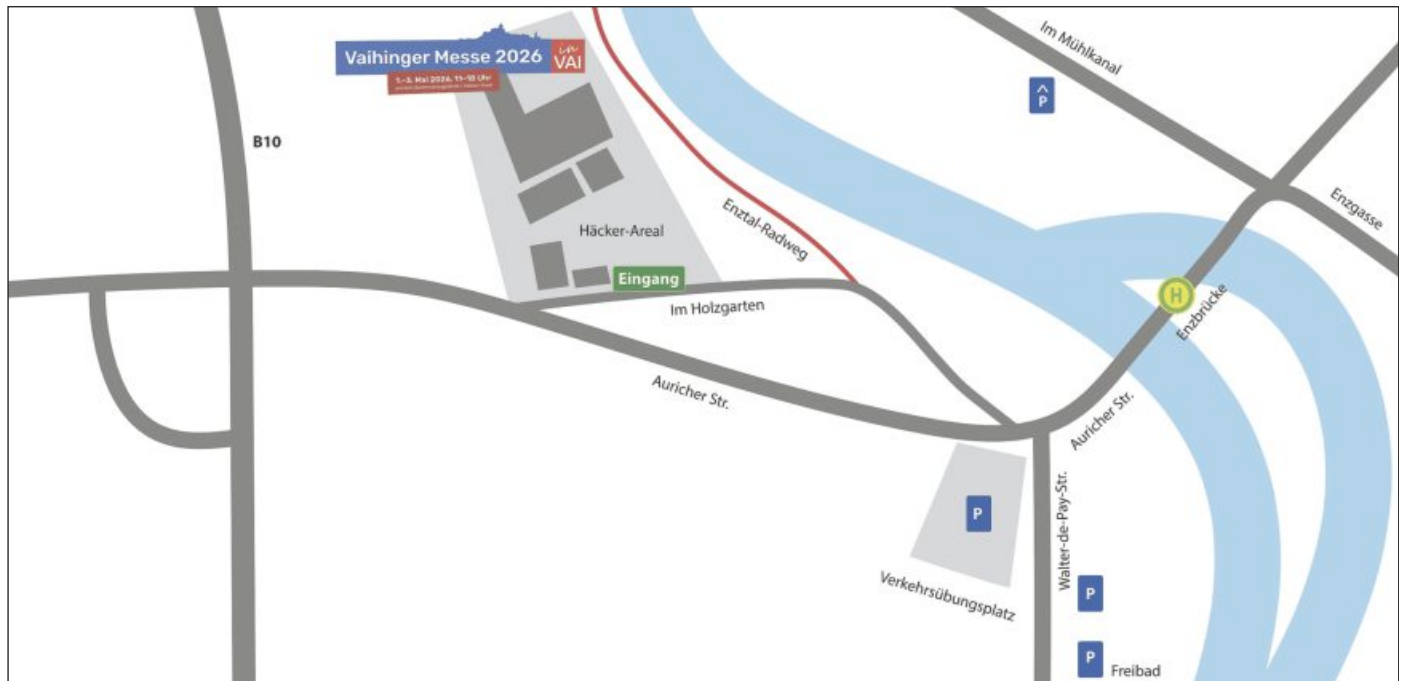 Vaihinger Messe 2026
in
VAI
1.–3. Mai 2026, 11–18 Uhr
B10
Im Mühlkanal
P
Enzgasse
Enztal-Radweg
Häcker-Areal
Eingang
Im Holzgarten
H
Enzbrücke
Auricher Str.
Auricher Str.
P
Walter-de-Pay-Str.
Verkehrsübungsplatz
P
P
Freibad